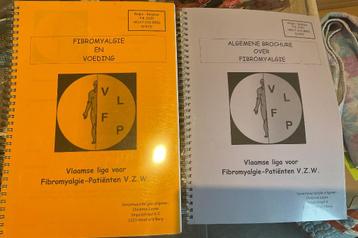 FIBROMYALGIE
EN
VOEDING
V
L
F
P
Vlaamse liga voor
Fibromyalgie-Patiënten V.Z.W.
ALGEMENE BROCHURE
OVER
FIBROMYALGIE
V
L
F
P
Vlaamse liga voor
Fibromyalgie-Patiënten V.Z.W.